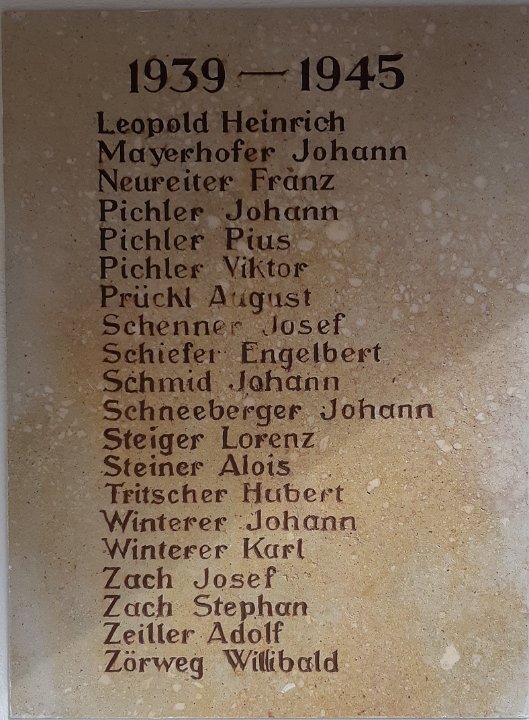 1939 — 1945
Leopold Heinrich
Mayerhofer Johann
Neureiter Franz
Pichler Johann
Pichler Pius
Pichler Viktor
Prückl August
Schenner Josef
Schiefer Engelbert
Schmid Johann
Schneeberger Johann
Steiger Lorenz
Steiner Alois
Tritscher Hubert
Winterer Johann
Winterer Karl
Zach Josef
Zach Stephan
Zeiller Adolf
Zörweg Willibald